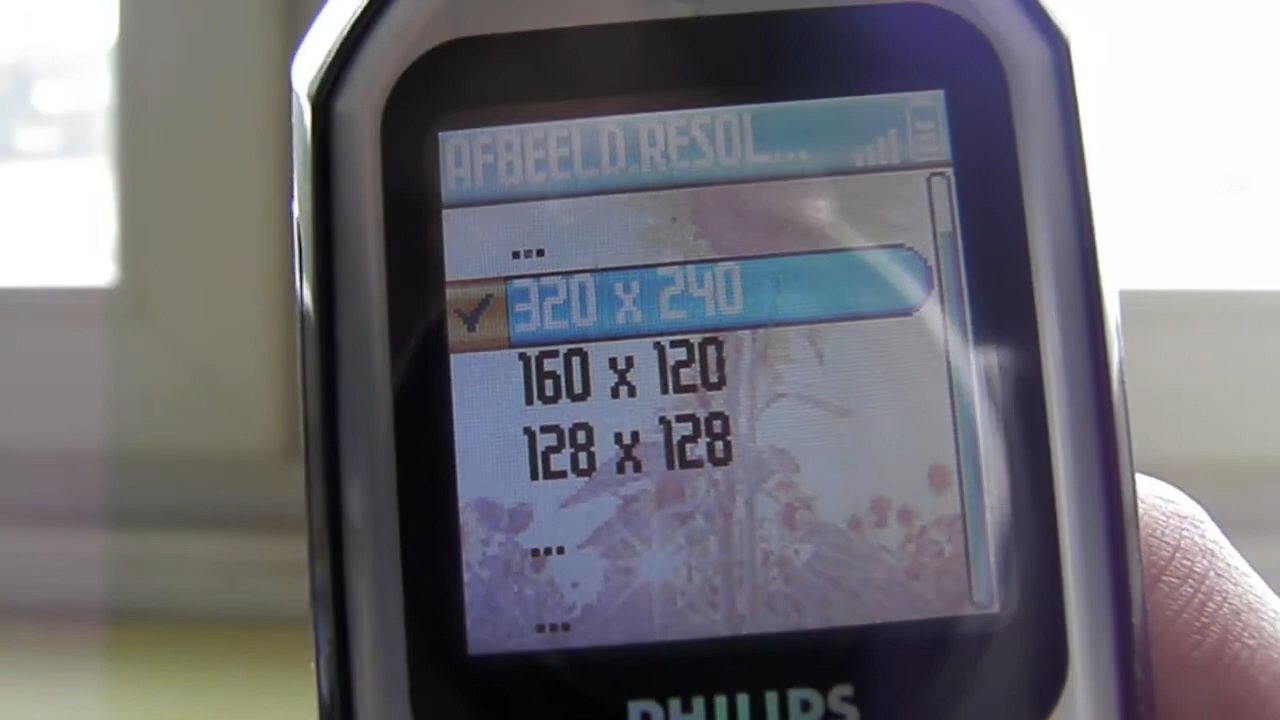 AFBEELD.RESOL...
...
320 x 240
160 x 120
128 x 128
...
...
PHILIPS